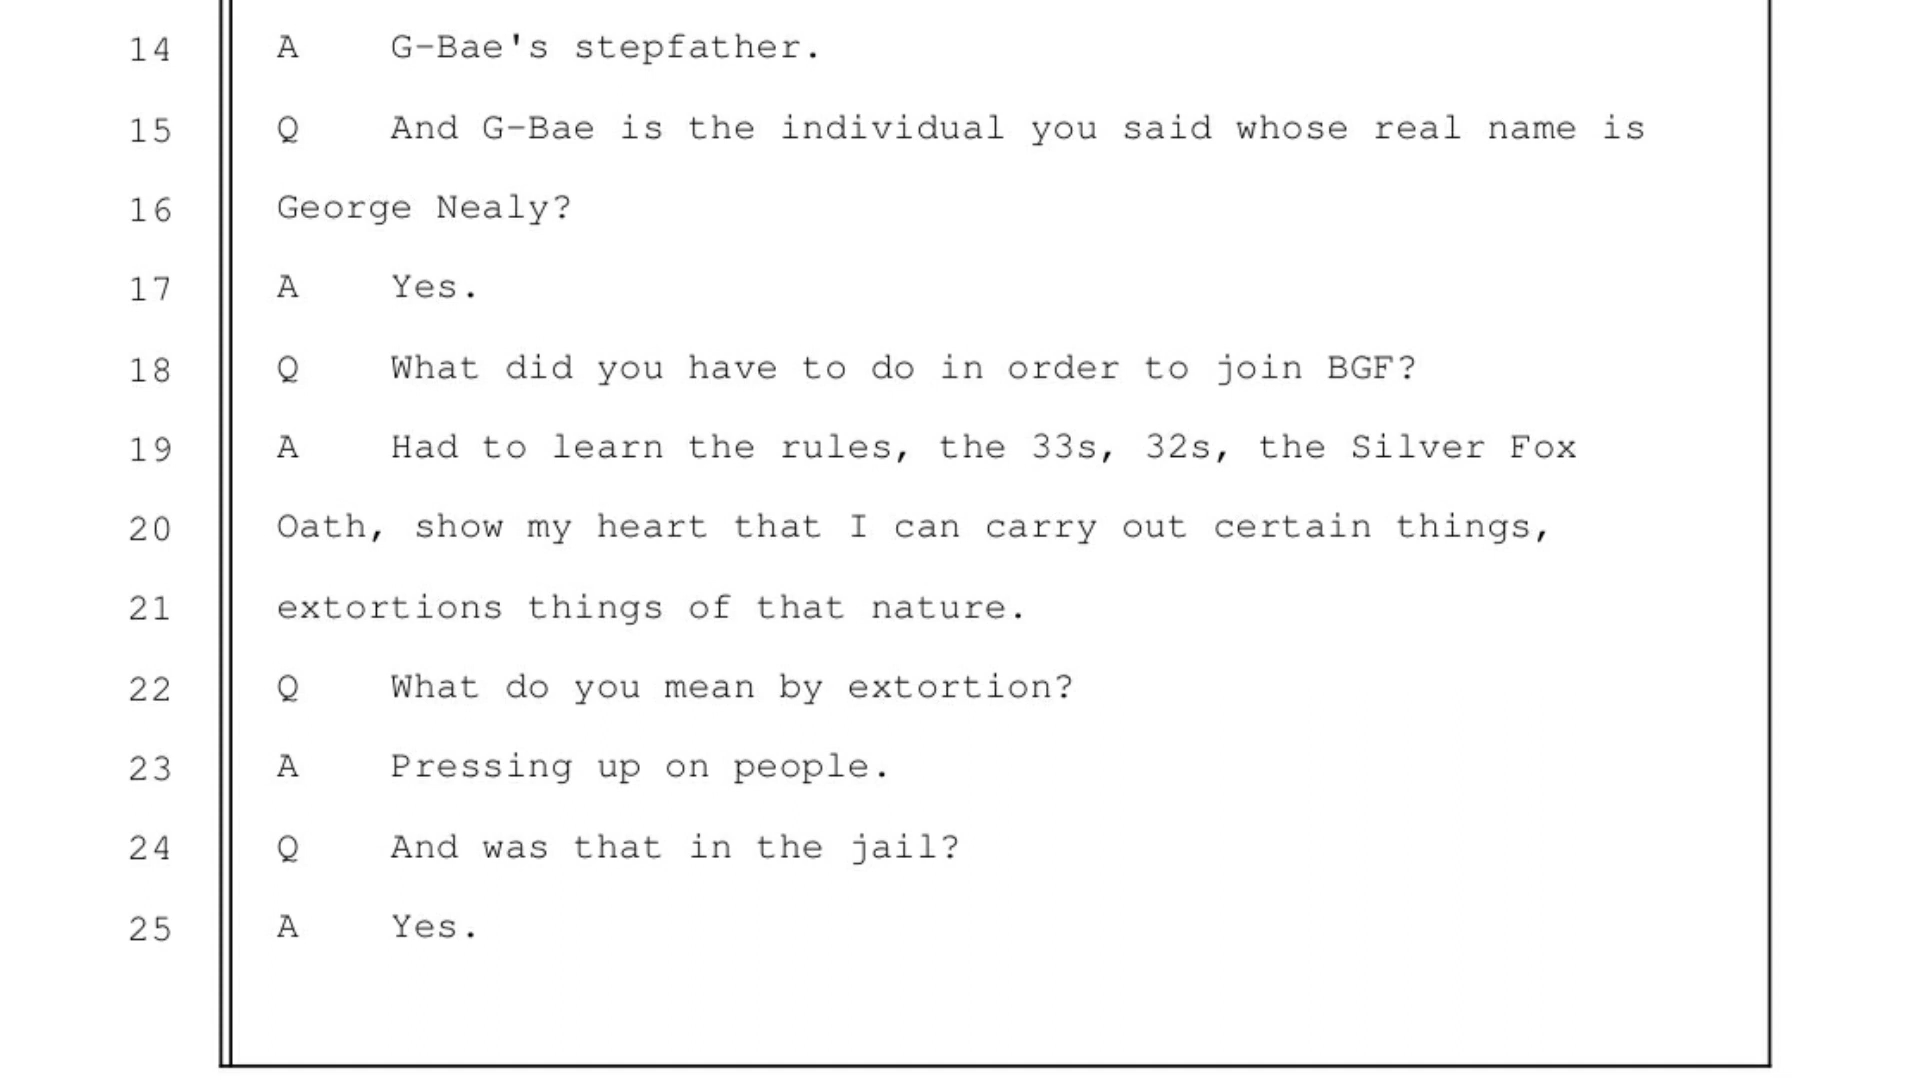 14 A G-Bae's stepfather.
15 Q And G-Bae is the individual you said whose real name is
16 George Nealy?
17 A Yes.
18 Q What did you have to do in order to join BGF?
19 A Had to learn the rules, the 33s, 32s, the Silver Fox
20 Oath, show my heart that I can carry out certain things,
21 extortions things of that nature.
22 Q What do you mean by extortion?
23 A Pressing up on people.
24 Q And was that in the jail?
25 A Yes.